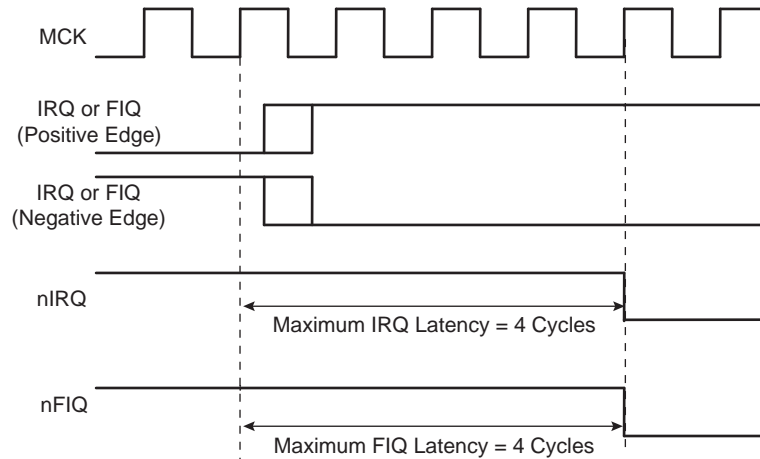 MCK
IRQ or FIQ
(Positive Edge)
IRQ or FIQ
(Negative Edge)
nIRQ
Maximum IRQ Latency = 4 Cycles
nFIQ
Maximum FIQ Latency = 4 Cycles